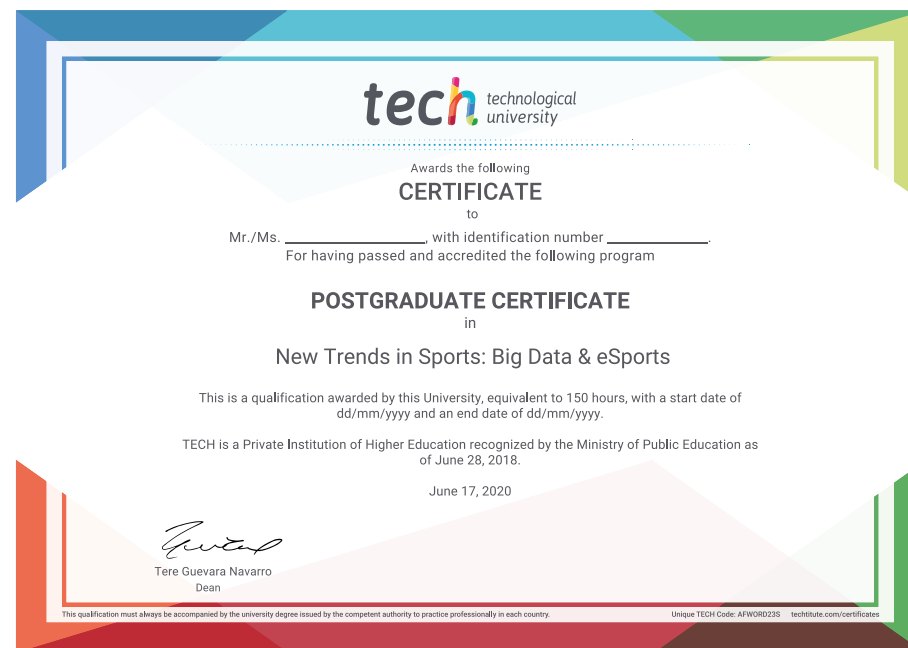 tech technological
university
Awards the following
CERTIFICATE
to
Mr./Ms. ____________________, with identification number ______________.
For having passed and accredited the following program
POSTGRADUATE CERTIFICATE
in
New Trends in Sports: Big Data & eSports
This is a qualification awarded by this University, equivalent to 150 hours, with a start date of
dd/mm/yyyy and an end date of dd/mm/yyyy.
TECH is a Private Institution of Higher Education recognized by the Ministry of Public Education as
of June 28, 2018.
June 17, 2020
Tere Guevara Navarro
Dean
This qualification must always be accompanied by the university degree issued by the competent authority to practice professionally in each country. Unique TECH Code: AFWORD23S techtitute.com/certificates